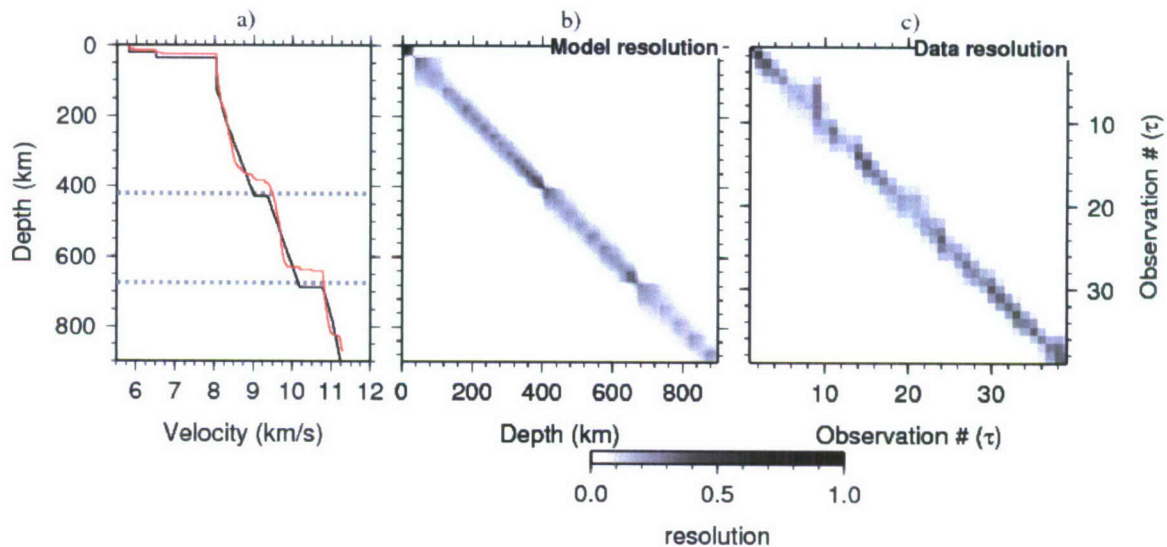 a)
b)
c)
Model resolution
Data resolution
0
200
400
600
800
Depth (km)
5 6 7 8 9 10 11 12
Velocity (km/s)
0 200 400 600 800
Depth (km)
10 20 30
Observation # (τ)
10
20
30
Observation # (τ)
0.0 0.5 1.0
resolution